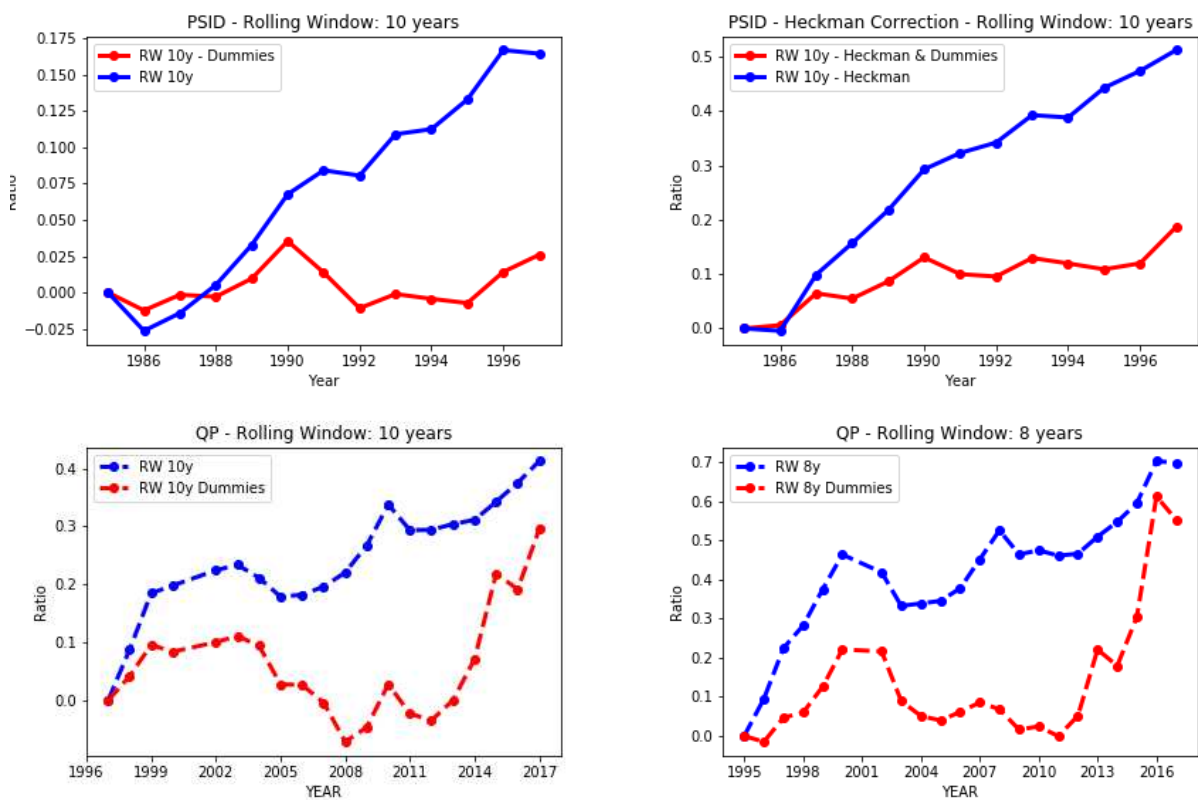 PSID - Rolling Window: 10 years
0.175
0.150
0.125
0.100
0.075
0.050
0.025
0.000
−0.025
Ratio
RW 10y - Dummies
RW 10y
1986
1988
1990
1992
1994
1996
Year
PSID - Heckman Correction - Rolling Window: 10 years
0.5
0.4
0.3
0.2
0.1
0.0
Ratio
RW 10y - Heckman & Dummies
RW 10y - Heckman
1986
1988
1990
1992
1994
1996
Year
QP - Rolling Window: 10 years
0.4
0.3
0.2
0.1
0.0
Ratio
RW 10y
RW 10y Dummies
1996
1999
2002
2005
2008
2011
2014
2017
YEAR
QP - Rolling Window: 8 years
0.7
0.6
0.5
0.4
0.3
0.2
0.1
0.0
Ratio
RW 8y
RW 8y Dummies
1995
1998
2001
2004
2007
2010
2013
2016
YEAR